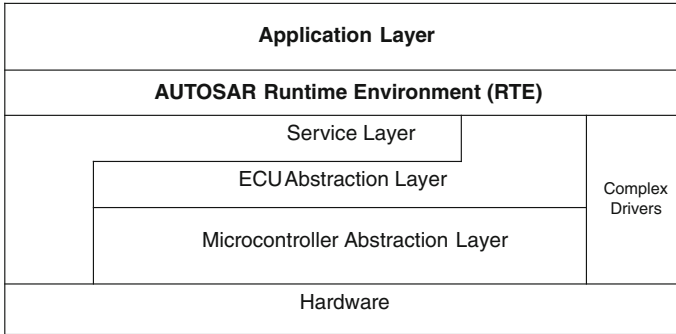 Application Layer
AUTOSAR Runtime Environment (RTE)
Service Layer
ECU Abstraction Layer
Complex
Drivers
Microcontroller Abstraction Layer
Hardware